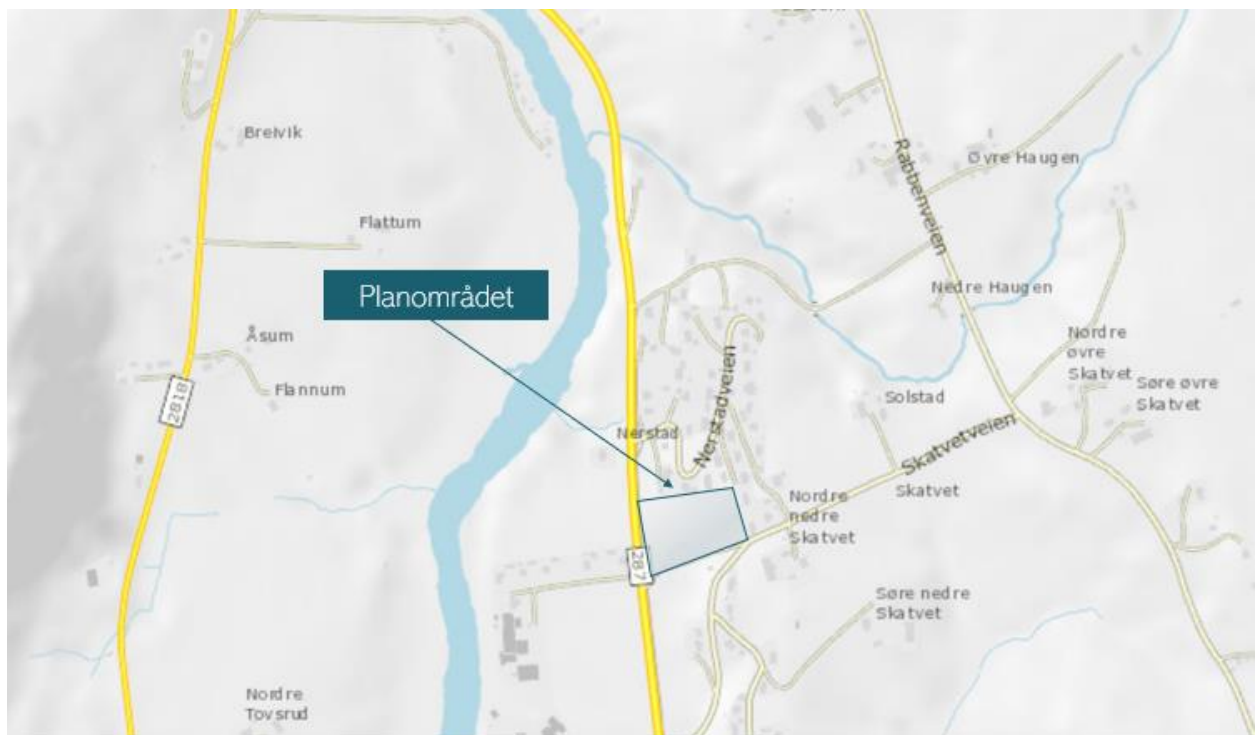 Breivik
Flattum
Planområdet
Åsum
Flannum
2818
Nordre
Tovsrud
Nerstad
Nerstadveien
287
Rabbenveien
Øvre Haugen
Nedre Haugen
Nordre
øvre
Skatvet
Søre øvre
Skatvet
Solstad
Skatvetveien
Skatvet
Nordre
nedre
Skatvet
Søre nedre
Skatvet